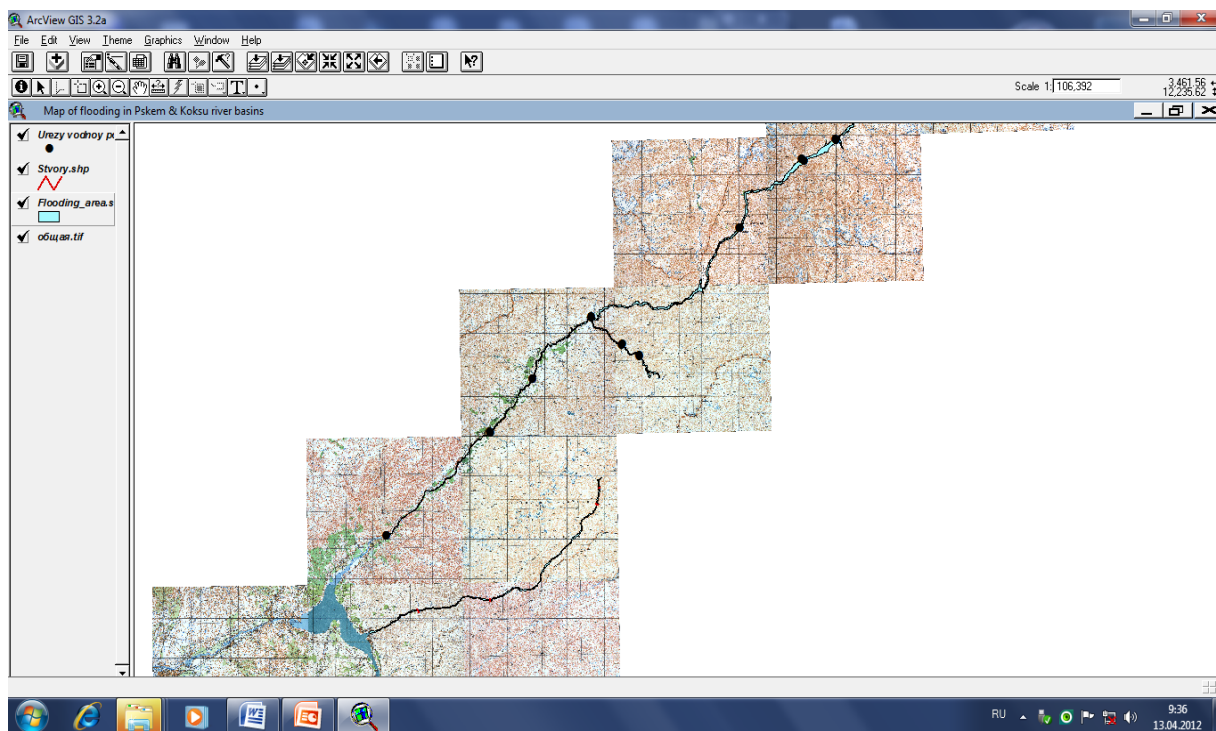 ArcView GIS 3.2a
File Edit View Theme Graphics Window Help
Scale 1: 106,392
3,461.56
12,235.62
Map of flooding in Pskem & Koksu river basins
Urezy vodnoy
Stvory.shp
Flooding_area.s
общая.tif
RU
9:36
13.04.2012